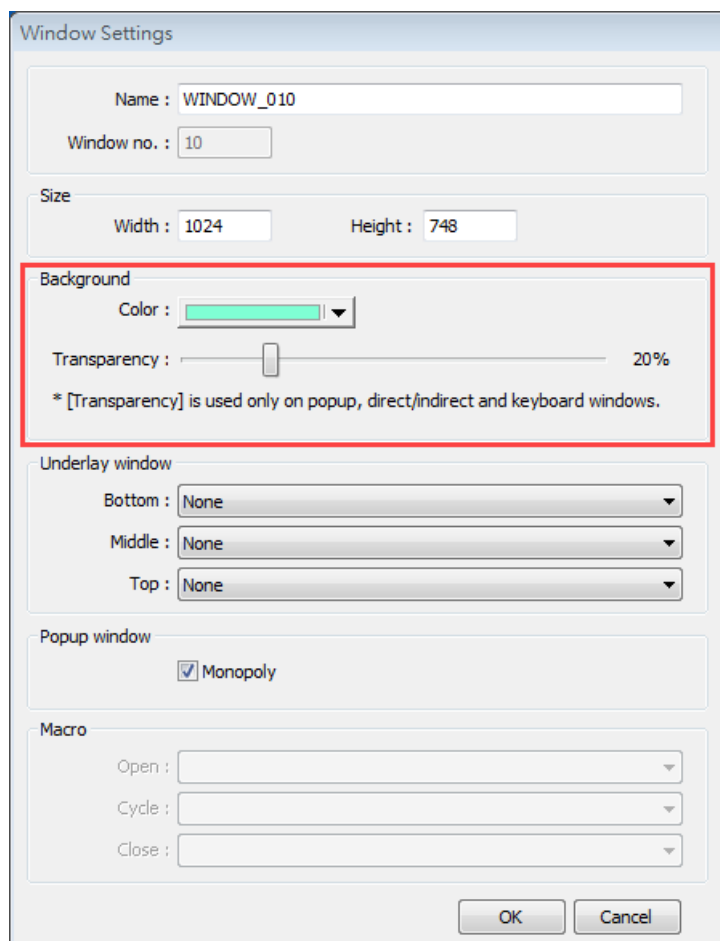 Window Settings
Name : WINDOW_010
Window no. : 10
Size
Width : 1024 Height : 748
Background
Color :
Transparency : 20%
* [Transparency] is used only on popup, direct/indirect and keyboard windows.
Underlay window
Bottom : None
Middle : None
Top : None
Popup window
Monopoly
Macro
Open :
Cycle :
Close :
OK Cancel